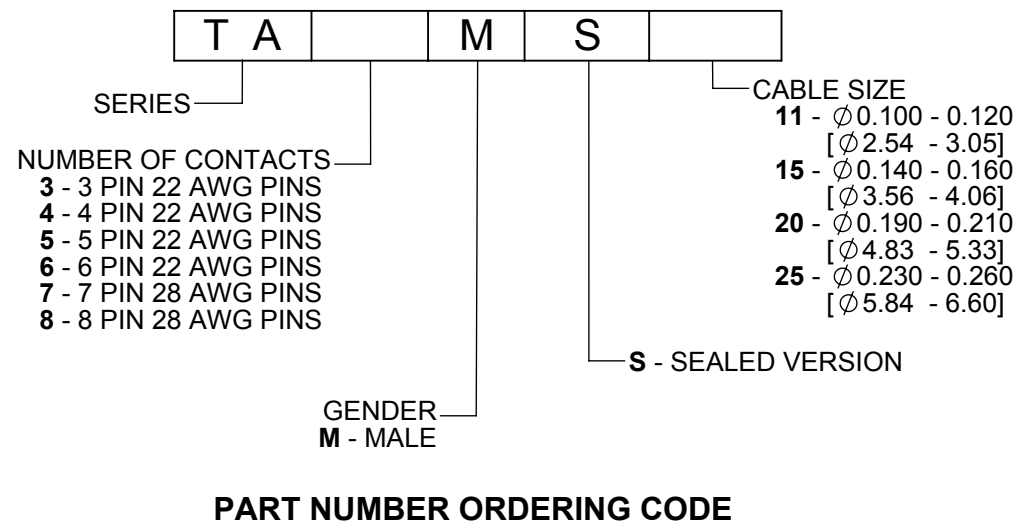 T A M S
SERIES
NUMBER OF CONTACTS
3 - 3 PIN 22 AWG PINS
4 - 4 PIN 22 AWG PINS
5 - 5 PIN 22 AWG PINS
6 - 6 PIN 22 AWG PINS
7 - 7 PIN 28 AWG PINS
8 - 8 PIN 28 AWG PINS
CABLE SIZE
11 - ∅0.100 - 0.120
[∅2.54 - 3.05]
15 - ∅0.140 - 0.160
[∅3.56 - 4.06]
20 - ∅0.190 - 0.210
[∅4.83 - 5.33]
25 - ∅0.230 - 0.260
[∅5.84 - 6.60]
S - SEALED VERSION
GENDER
M - MALE
PART NUMBER ORDERING CODE